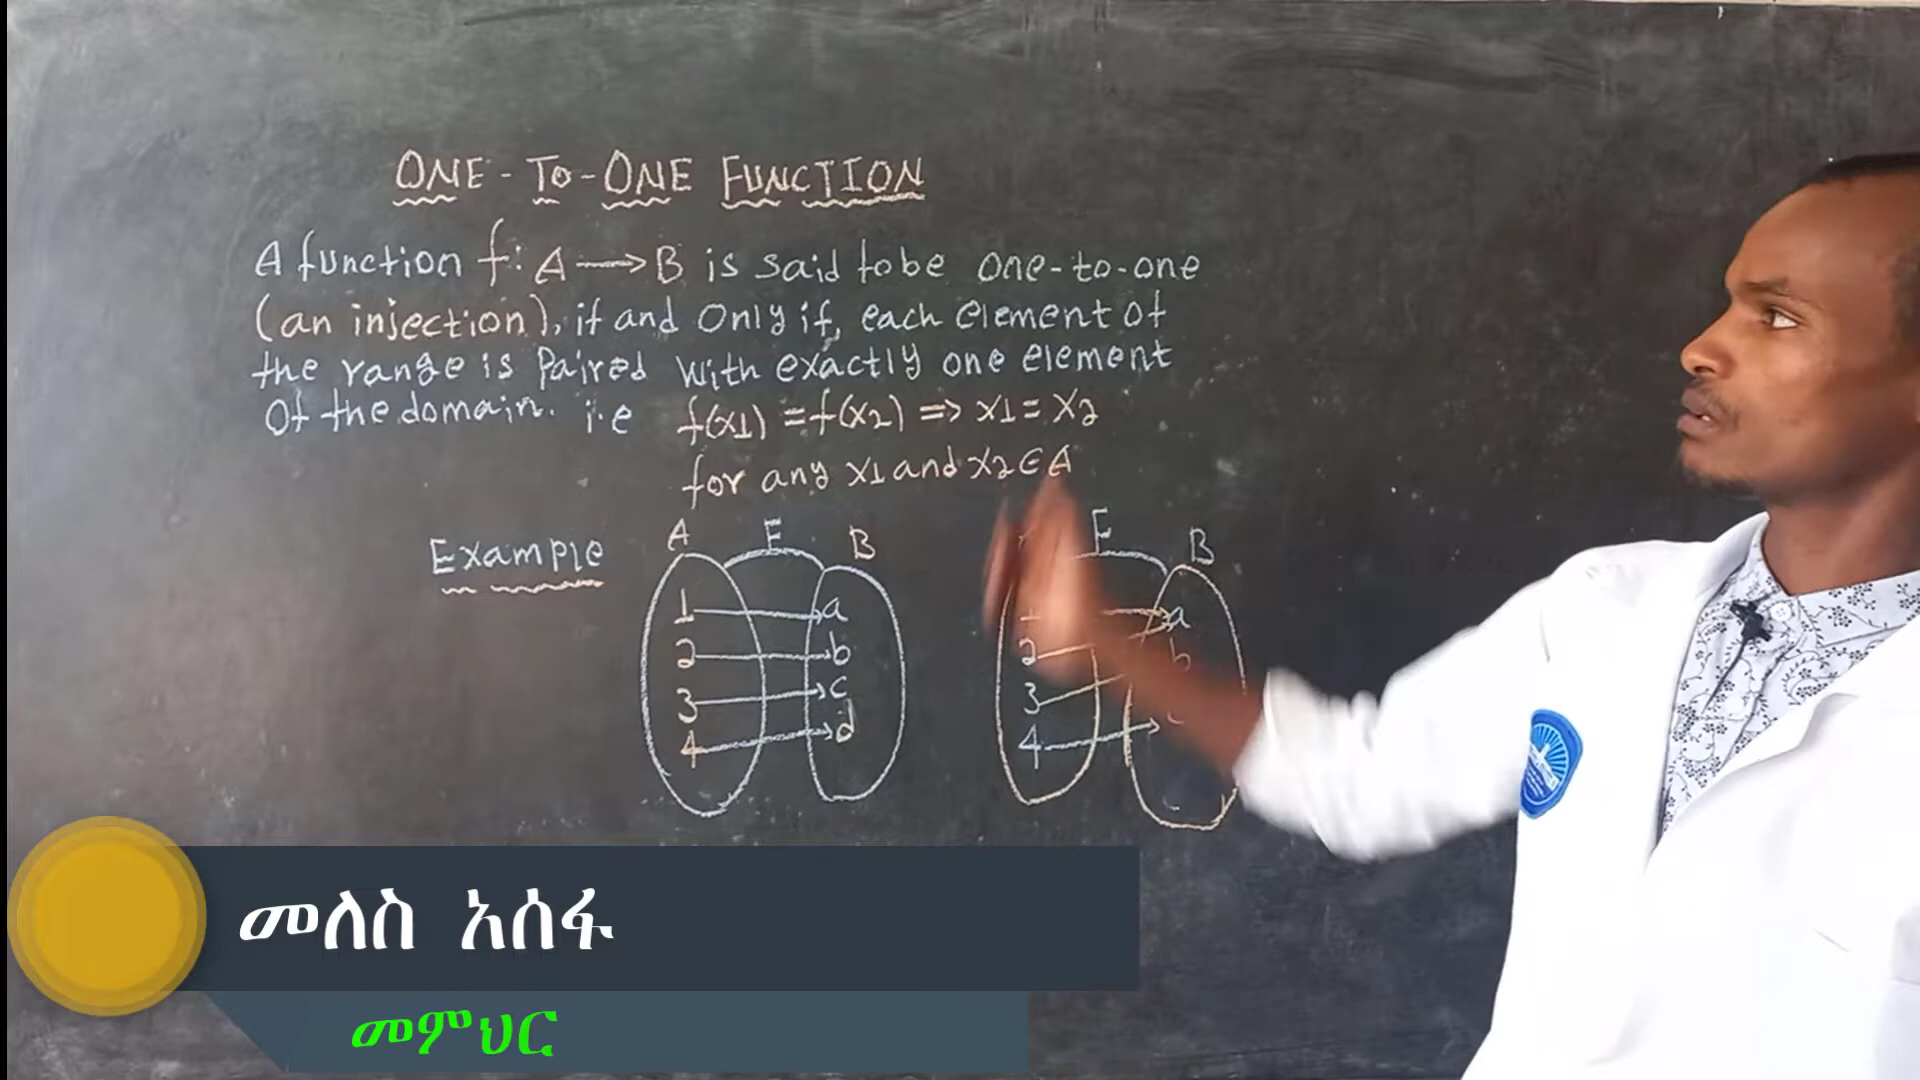 ONE-TO-ONE FUNCTION
A function f: A → B is said to be one-to-one
(an injection), if and only if, each element of
the range is paired with exactly one element
of the domain. i.e f(x1) = f(x2) => x1 = x2
for any x1 and x2 ∈ A
Example
A F B
1 a
2 b
3 c
4 d
F B
1 a
2 b
3
4 c
መለስ አሰፋ
መምህር